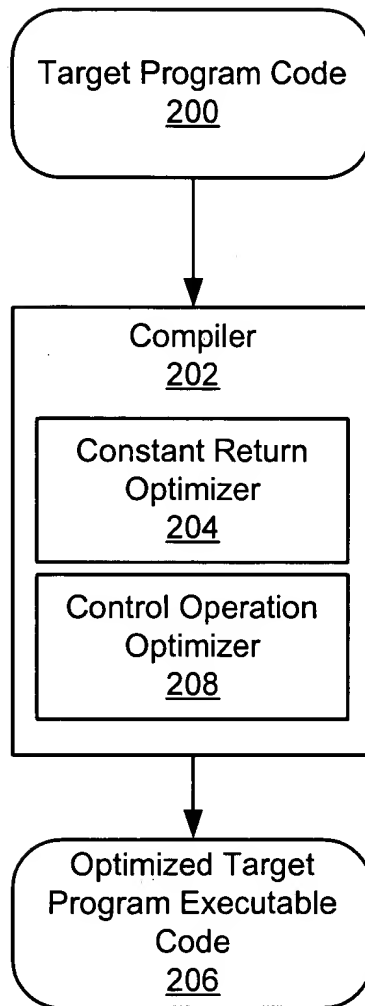 Target Program Code
200
Compiler
202
Constant Return
Optimizer
204
Control Operation
Optimizer
208
Optimized Target
Program Executable
Code
206